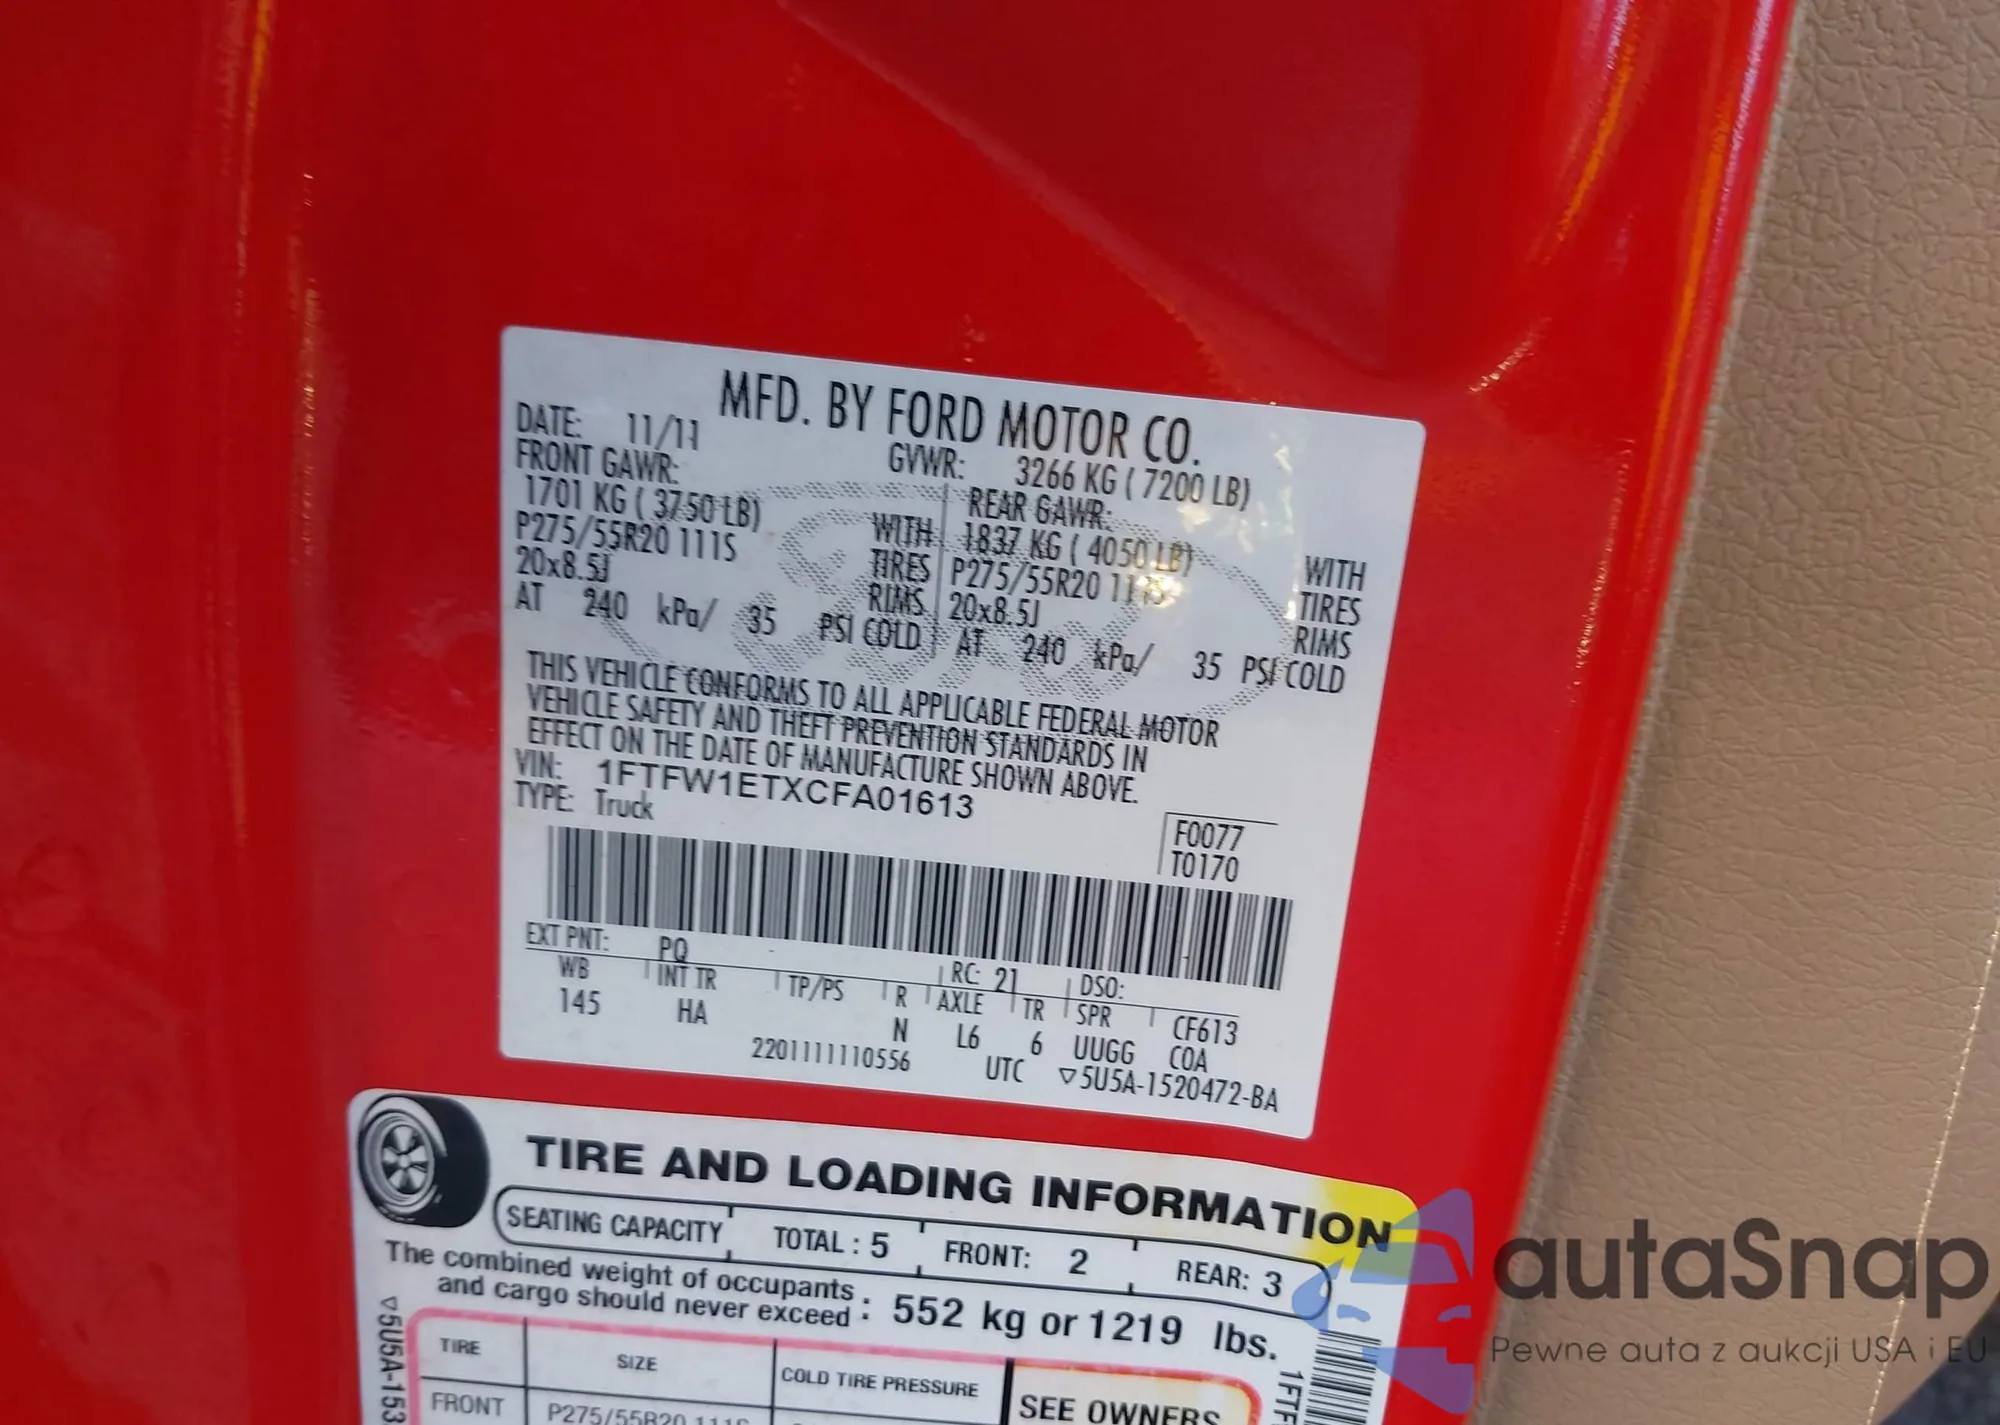 MFD. BY FORD MOTOR CO.
DATE: 11/11 GVWR: 3266 KG ( 7200 LB)
FRONT GAWR: REAR GAWR:
1701 KG ( 3750 LB) WITH 1837 KG ( 4050 LB) WITH
P275/55R20 111S TIRES P275/55R20 111S TIRES
20x8.5J RIMS 20x8.5J RIMS
AT 240 kPa/ 35 PSI COLD AT 240 kPa/ 35 PSI COLD
THIS VEHICLE CONFORMS TO ALL APPLICABLE FEDERAL MOTOR
VEHICLE SAFETY AND THEFT PREVENTION STANDARDS IN
EFFECT ON THE DATE OF MANUFACTURE SHOWN ABOVE.
VIN: 1FTFW1ETXCFA01613
TYPE: Truck
F0077
T0170
EXT PNT: PQ RC: 21 DSO:
WB INT TR TP/PS R AXLE TR SPR CF613
145 HA N L6 6 UUGG COA
2201111110556 UTC ▽5U5A-1520472-BA
TIRE AND LOADING INFORMATION
SEATING CAPACITY TOTAL : 5 FRONT: 2 REAR: 3
The combined weight of occupants
and cargo should never exceed : 552 kg or 1219 lbs.
TIRE SIZE COLD TIRE PRESSURE SEE OWNERS
FRONT P275/55R20 111S
▽5U5A-153
1FTF
autaSnap
Pewne auta z aukcji USA i EU